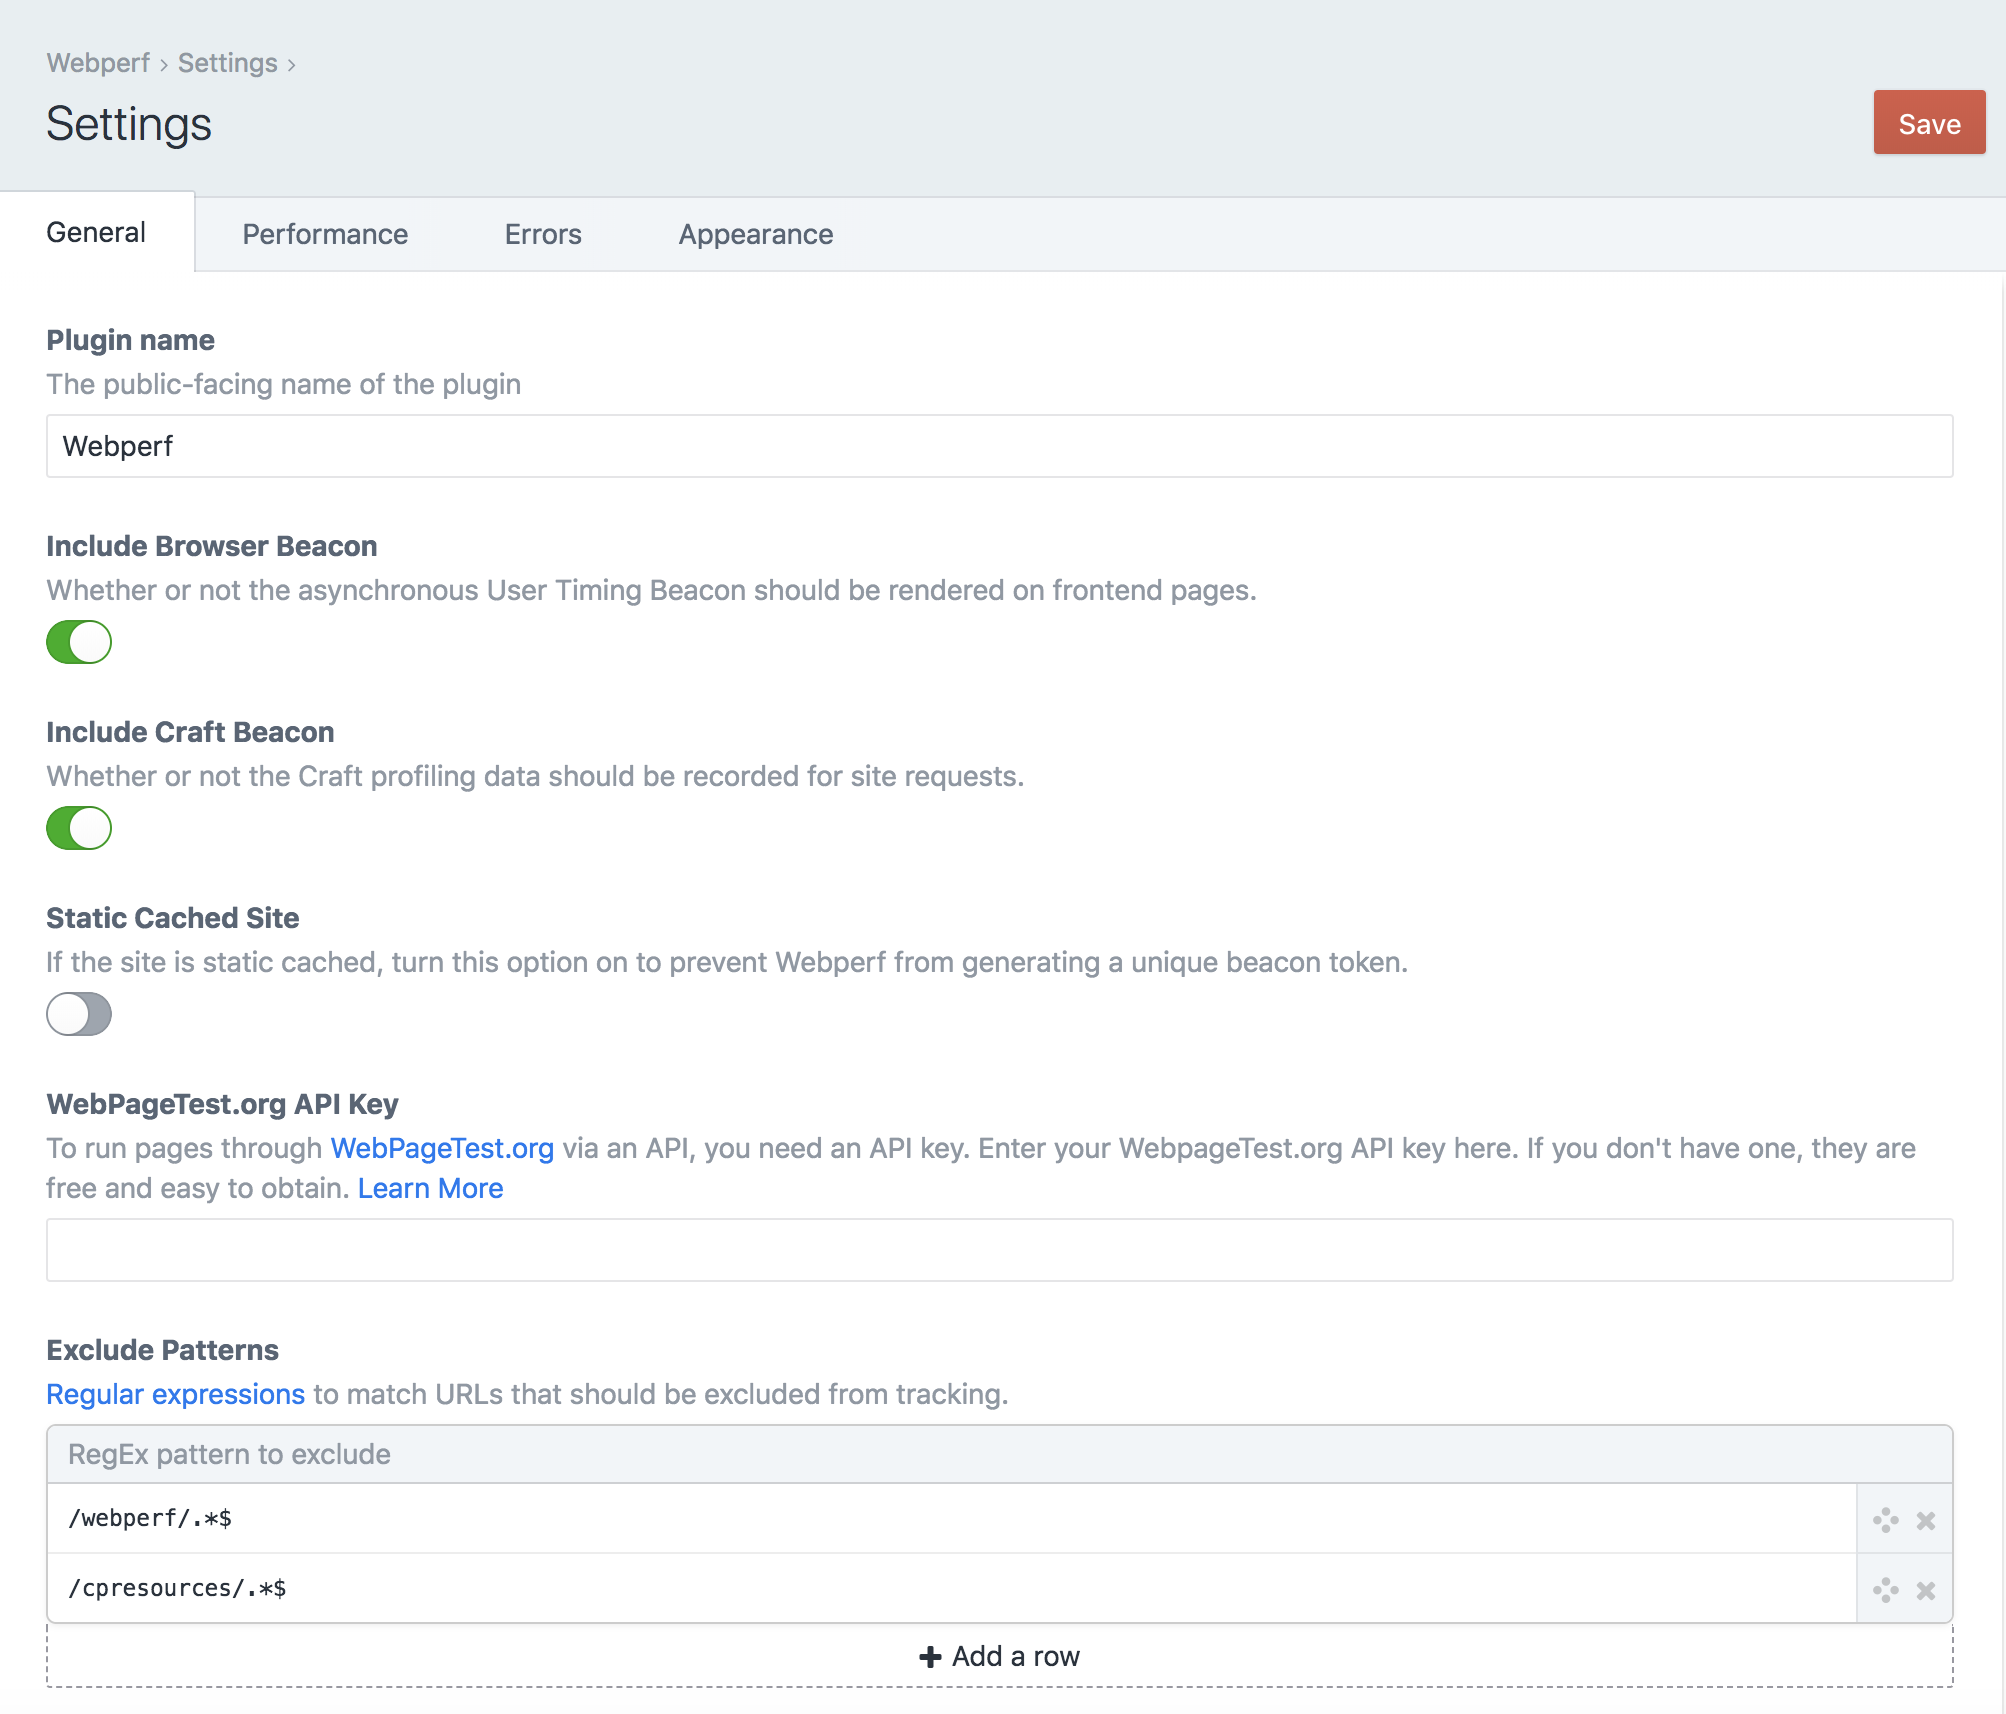 Webperf › Settings ›
Settings
Save
General Performance Errors Appearance
Plugin name
The public-facing name of the plugin
Webperf
Include Browser Beacon
Whether or not the asynchronous User Timing Beacon should be rendered on frontend pages.
Include Craft Beacon
Whether or not the Craft profiling data should be recorded for site requests.
Static Cached Site
If the site is static cached, turn this option on to prevent Webperf from generating a unique beacon token.
WebPageTest.org API Key
To run pages through WebPageTest.org via an API, you need an API key. Enter your WebpageTest.org API key here. If you don't have one, they are
free and easy to obtain. Learn More
Exclude Patterns
Regular expressions to match URLs that should be excluded from tracking.
RegEx pattern to exclude
/webperf/.*$
/cpresources/.*$
Add a row